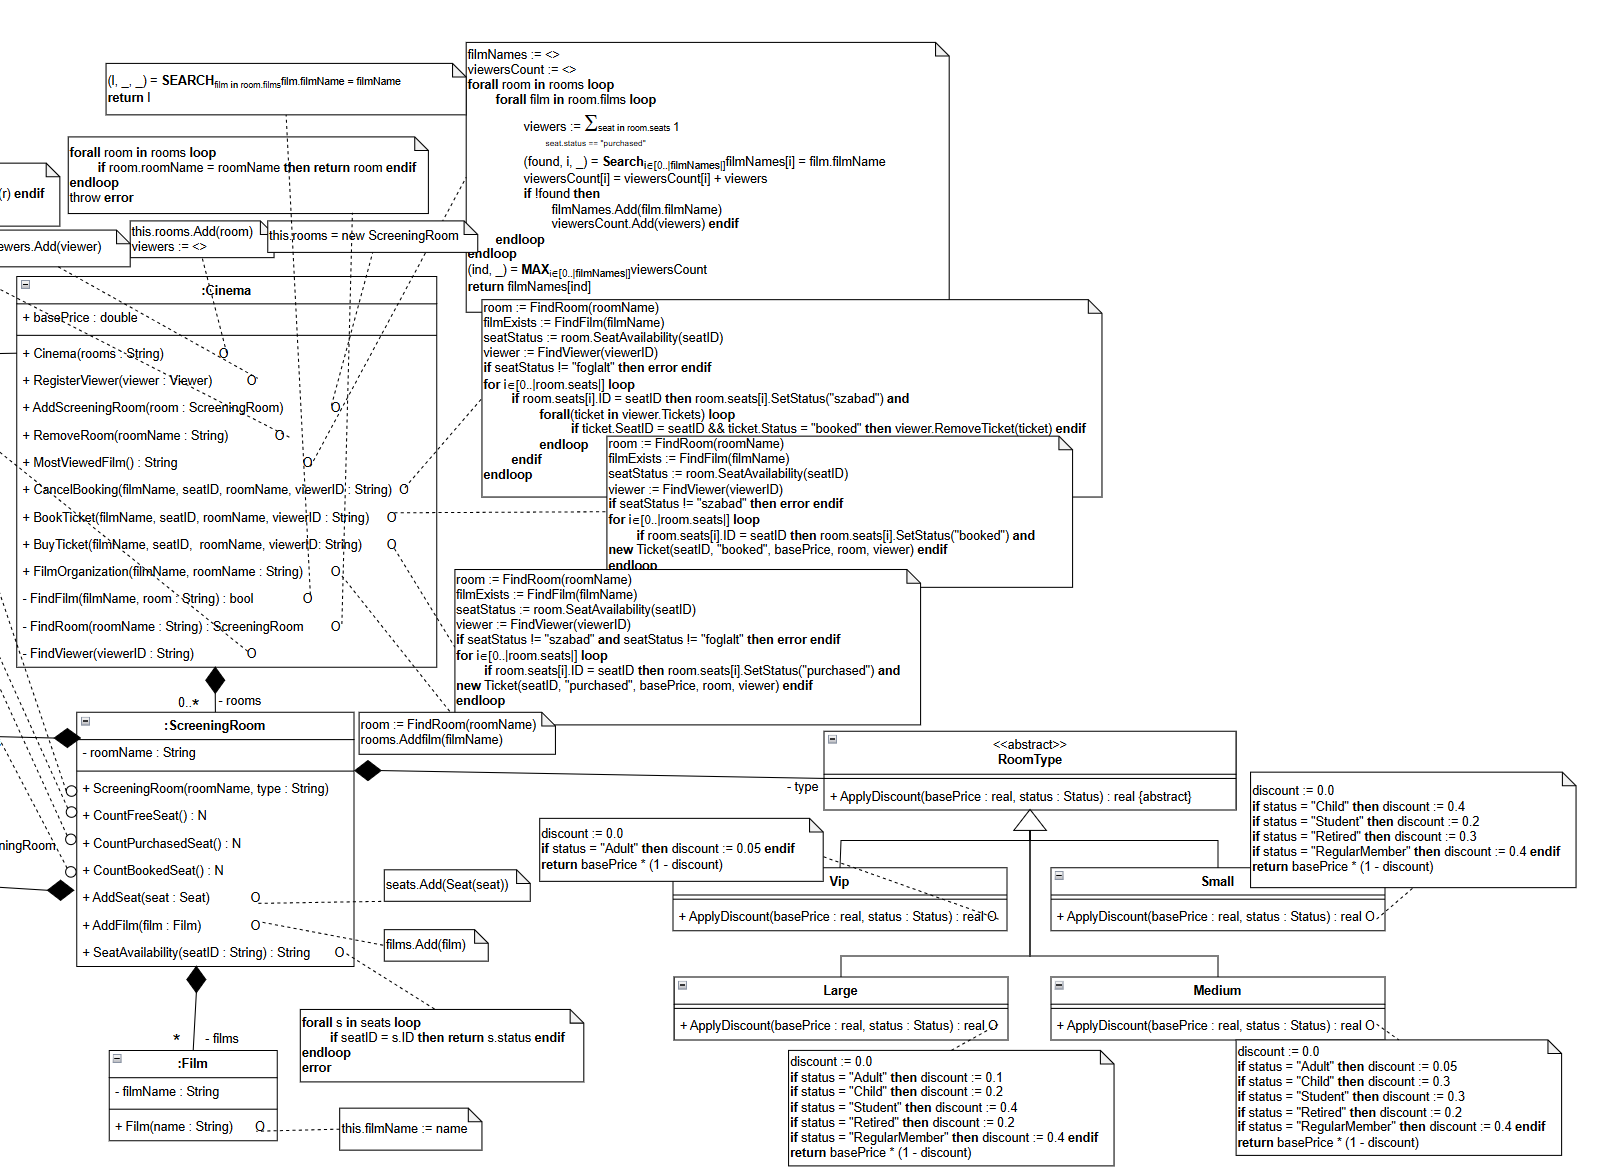 (l, _, _) = SEARCHfilm in room.filmsfilm.filmName = filmName
return l
forall room in rooms loop
if room.roomName = roomName then return room endif
endloop
throw error
(r) endif
ewers.Add(viewer)
this.rooms.Add(room)
viewers := <>
this.rooms = new ScreeningRoom
filmNames := <>
viewersCount := <>
forall room in rooms loop
forall film in room.films loop
viewers := ∑seat in room.seats 1
seat.status == "purchased"
(found, i, _) = Searchi∈[0..|filmNames|]filmNames[i] = film.filmName
viewersCount[i] = viewersCount[i] + viewers
if !found then
filmNames.Add(film.filmName)
viewersCount.Add(viewers) endif
endloop
endloop
(ind, _) = MAXi∈[0..|filmNames|]viewersCount
return filmNames[ind]
:Cinema
+ basePrice : double
+ Cinema(rooms : String) O
+ RegisterViewer(viewer : Viewer) O
+ AddScreeningRoom(room : ScreeningRoom) O
+ RemoveRoom(roomName : String) O
+ MostViewedFilm() : String O
+ CancelBooking(filmName, seatID, roomName, viewerID : String) O
+ BookTicket(filmName, seatID, roomName, viewerID : String) O
+ BuyTicket(filmName, seatID, roomName, viewerID: String) O
+ FilmOrganization(filmName, roomName : String) O
- FindFilm(filmName, room : String) : bool O
- FindRoom(roomName : String) : ScreeningRoom O
- FindViewer(viewerID : String) O
room := FindRoom(roomName)
filmExists := FindFilm(filmName)
seatStatus := room.SeatAvailability(seatID)
viewer := FindViewer(viewerID)
if seatStatus != "foglalt" then error endif
for i∈[0..|room.seats|] loop
if room.seats[i].ID = seatID then room.seats[i].SetStatus("szabad") and
forall(ticket in viewer.Tickets) loop
if ticket.SeatID = seatID && ticket.Status = "booked" then viewer.RemoveTicket(ticket) endif
endloop
endif
endloop
room := FindRoom(roomName)
filmExists := FindFilm(filmName)
seatStatus := room.SeatAvailability(seatID)
viewer := FindViewer(viewerID)
if seatStatus != "szabad" then error endif
for i∈[0..|room.seats|] loop
if room.seats[i].ID = seatID then room.seats[i].SetStatus("booked") and
new Ticket(seatID, "booked", basePrice, room, viewer) endif
endloop
room := FindRoom(roomName)
filmExists := FindFilm(filmName)
seatStatus := room.SeatAvailability(seatID)
viewer := FindViewer(viewerID)
if seatStatus != "szabad" and seatStatus != "foglalt" then error endif
for i∈[0..|room.seats|] loop
if room.seats[i].ID = seatID then room.seats[i].SetStatus("purchased") and
new Ticket(seatID, "purchased", basePrice, room, viewer) endif
endloop
0..* - rooms
:ScreeningRoom
- roomName : String
+ ScreeningRoom(roomName, type : String)
+ CountFreeSeat() : N
+ CountPurchasedSeat() : N
+ CountBookedSeat() : N
+ AddSeat(seat : Seat) O
+ AddFilm(film : Film) O
+ SeatAvailability(seatID : String) : String O
ningRoom
room := FindRoom(roomName)
rooms.Addfilm(filmName)
- type
<<abstract>>
RoomType
+ ApplyDiscount(basePrice : real, status : Status) : real {abstract}
discount := 0.0
if status = "Adult" then discount := 0.05 endif
return basePrice * (1 - discount)
discount := 0.0
if status = "Child" then discount := 0.4
if status = "Student" then discount := 0.2
if status = "Retired" then discount := 0.3
if status = "RegularMember" then discount := 0.4 endif
return basePrice * (1 - discount)
Vip
+ ApplyDiscount(basePrice : real, status : Status) : real O
Small
+ ApplyDiscount(basePrice : real, status : Status) : real O
seats.Add(Seat(seat))
films.Add(film)
Large
+ ApplyDiscount(basePrice : real, status : Status) : real O
Medium
+ ApplyDiscount(basePrice : real, status : Status) : real O
forall s in seats loop
if seatID = s.ID then return s.status endif
endloop
error
* - films
:Film
- filmName : String
+ Film(name : String) O
this.filmName := name
discount := 0.0
if status = "Adult" then discount := 0.1
if status = "Child" then discount := 0.2
if status = "Student" then discount := 0.4
if status = "Retired" then discount := 0.2
if status = "RegularMember" then discount := 0.4 endif
return basePrice * (1 - discount)
discount := 0.0
if status = "Adult" then discount := 0.05
if status = "Child" then discount := 0.3
if status = "Student" then discount := 0.3
if status = "Retired" then discount := 0.2
if status = "RegularMember" then discount := 0.4 endif
return basePrice * (1 - discount)